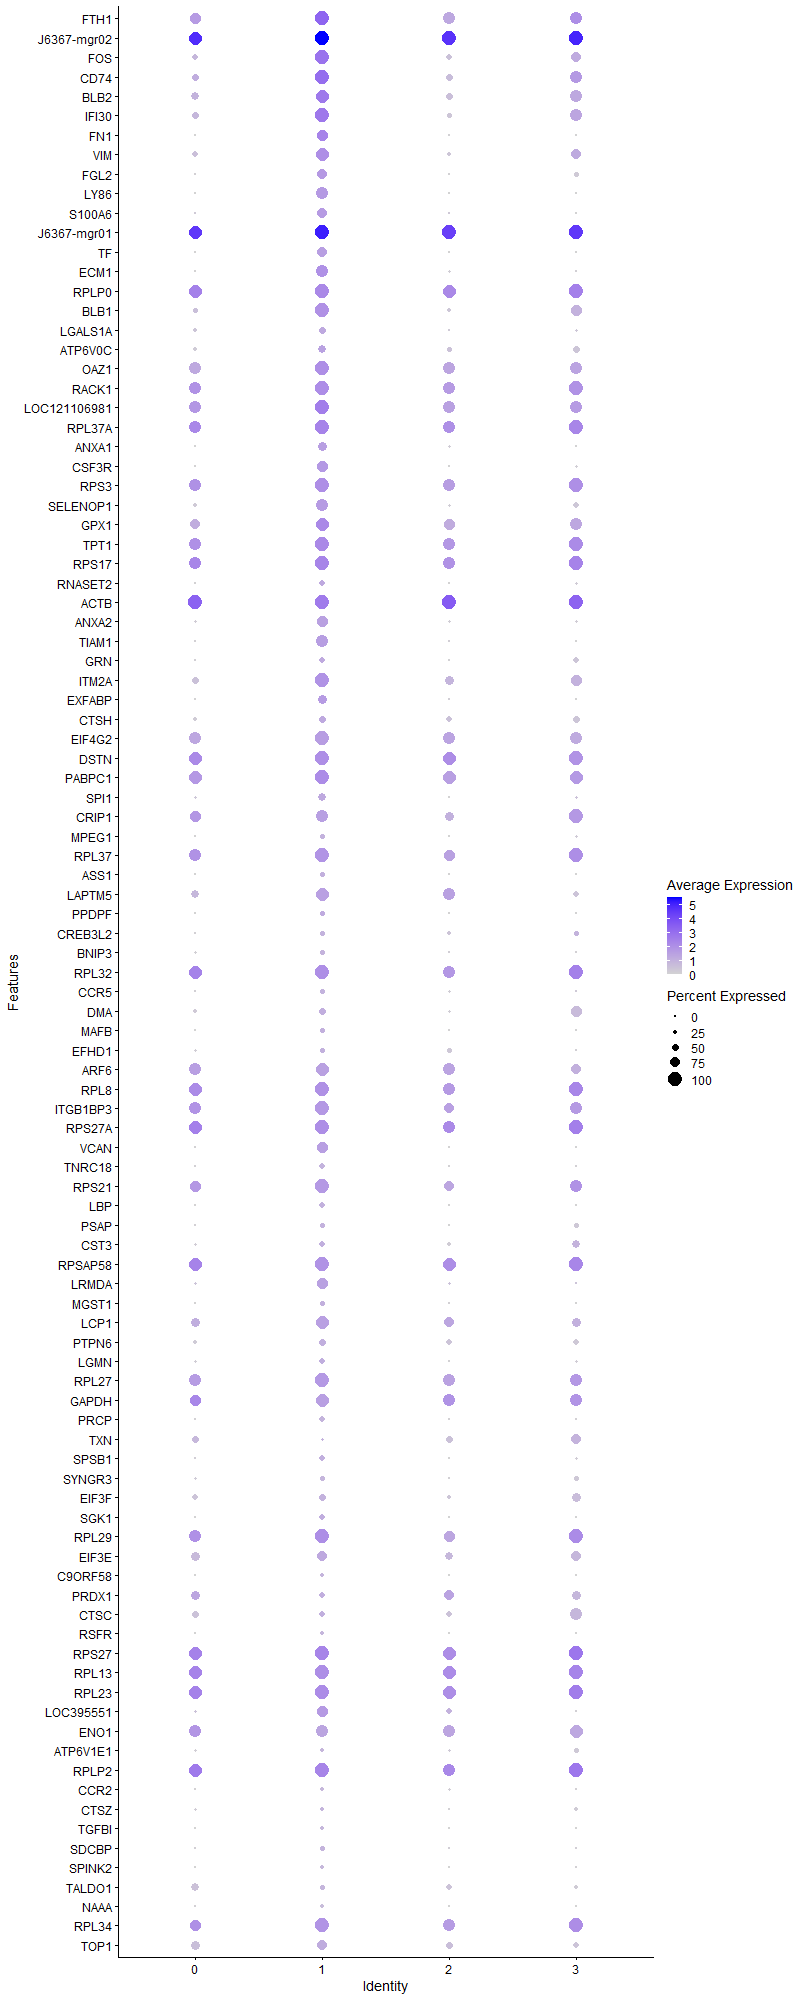 FTH1
J6367-mgr02
FOS
CD74
BLB2
IFI30
FN1
VIM
FGL2
LY86
S100A6
J6367-mgr01
TF
ECM1
RPLP0
BLB1
LGALS1A
ATP6V0C
OAZ1
RACK1
LOC121106981
RPL37A
ANXA1
CSF3R
RPS3
SELENOP1
GPX1
TPT1
RPS17
RNASET2
ACTB
ANXA2
TIAM1
GRN
ITM2A
EXFABP
CTSH
EIF4G2
DSTN
PABPC1
SPI1
CRIP1
MPEG1
RPL37
ASS1
LAPTM5
PPDPF
CREB3L2
BNIP3
RPL32
CCR5
DMA
MAFB
EFHD1
ARF6
RPL8
ITGB1BP3
RPS27A
VCAN
TNRC18
RPS21
LBP
PSAP
CST3
RPSAP58
LRMDA
MGST1
LCP1
PTPN6
LGMN
RPL27
GAPDH
PRCP
TXN
SPSB1
SYNGR3
EIF3F
SGK1
RPL29
EIF3E
C9ORF58
PRDX1
CTSC
RSFR
RPS27
RPL13
RPL23
LOC395551
ENO1
ATP6V1E1
RPLP2
CCR2
CTSZ
TGFBI
SDCBP
SPINK2
TALDO1
NAAA
RPL34
TOP1
Features
0 1 2 3
Identity
Average Expression
5
4
3
2
1
0
Percent Expressed
0
25
50
75
100